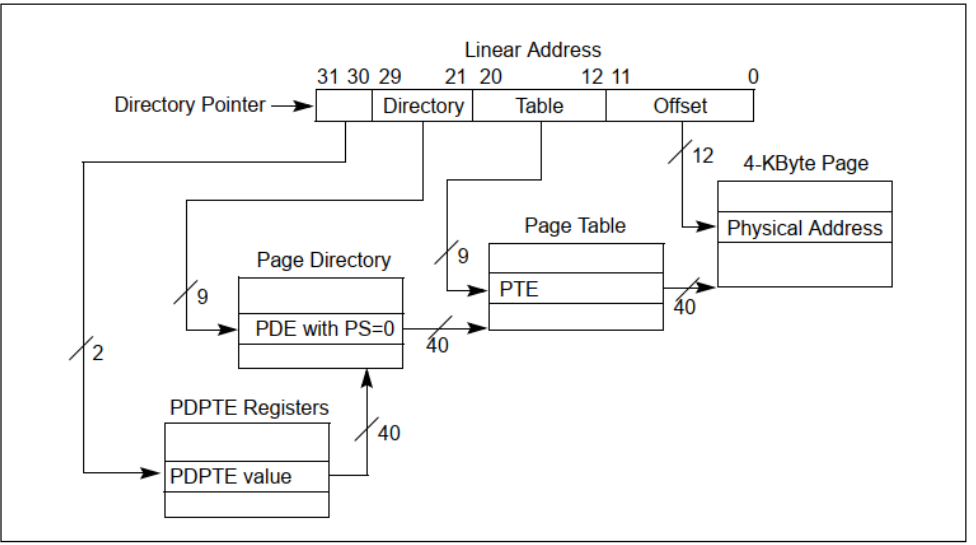 Linear Address
31 30 29 21 20 12 11 0
Directory Pointer Directory Table Offset
12
4-KByte Page
Physical Address
Page Table
9
PTE
40
Page Directory
9
PDE with PS=0
40
2
PDPTE Registers
40
PDPTE value